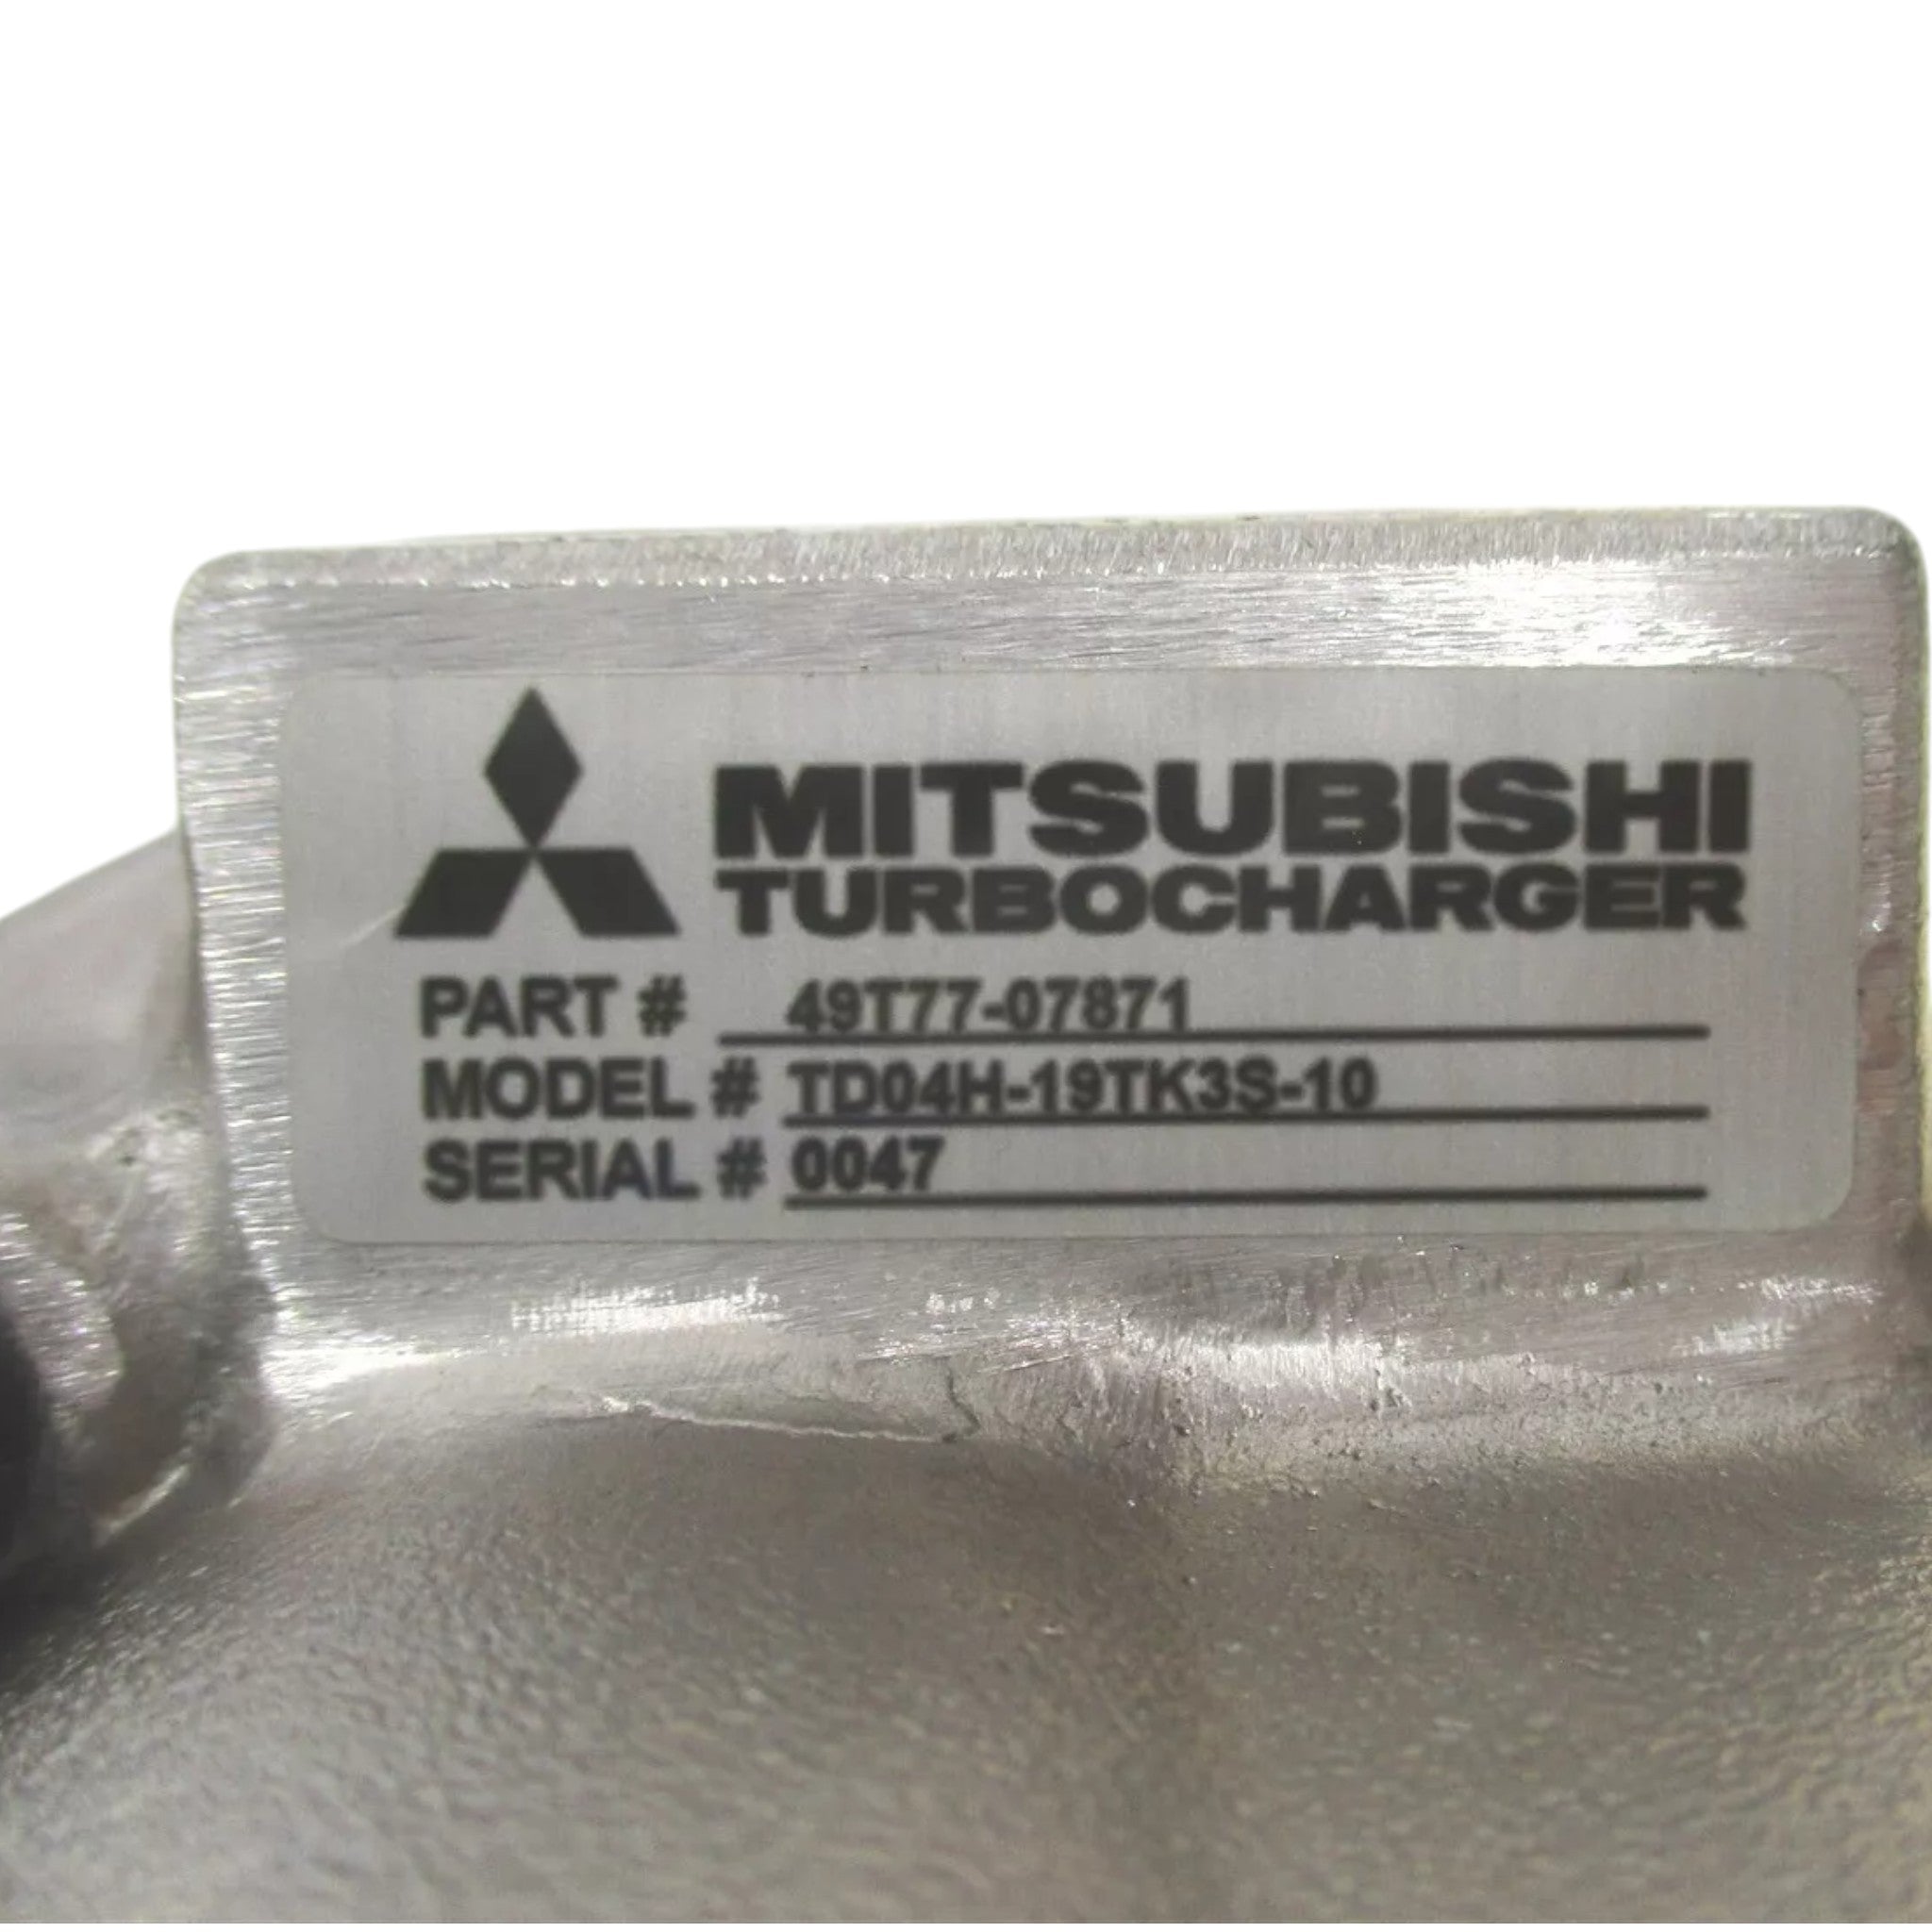 MITSUBISHI
TURBOCHARGER
PART # 49T77-07871
MODEL # TD04H-19TK3S-10
SERIAL # 0047